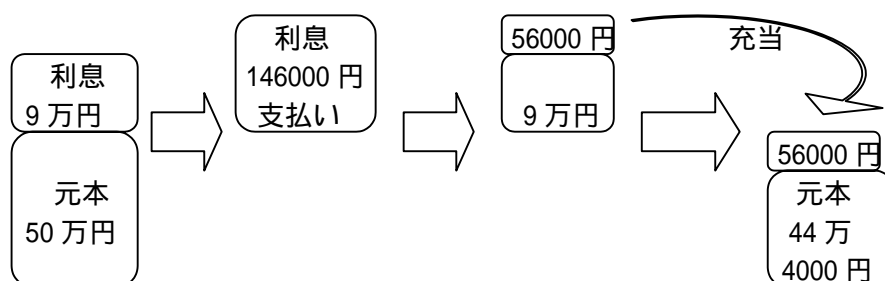 利息
9 万円
元本
50 万円
利息
146000 円
支払い
56000 円
9 万円
充当
56000 円
元本
44 万
4000 円